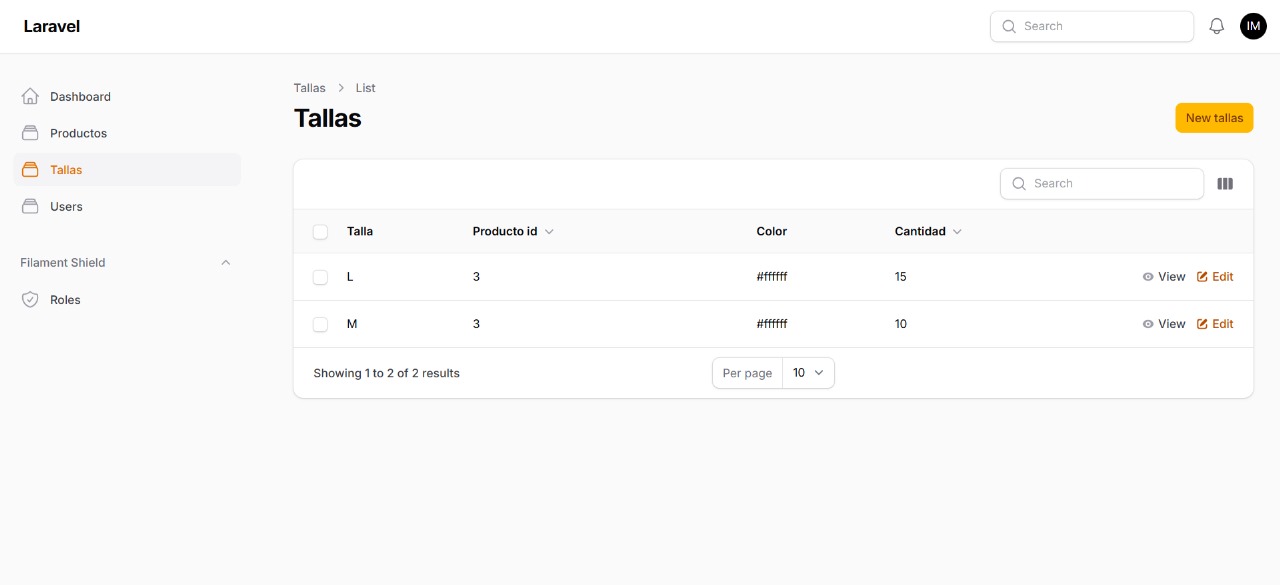 Laravel
Search
IM
Dashboard
Productos
Tallas
Users
Filament Shield
Roles
Tallas > List
Tallas
New tallas
Search
Talla Producto id Color Cantidad
L 3 #ffffff 15 View Edit
M 3 #ffffff 10 View Edit
Showing 1 to 2 of 2 results Per page 10